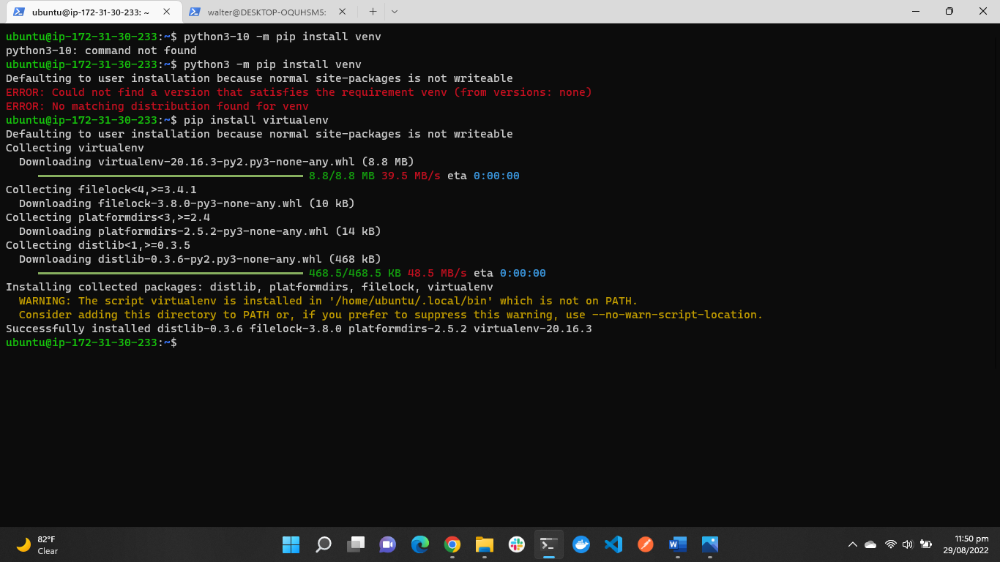 ubuntu@ip-172-31-30-233: ~
walter@DESKTOP-OQUHSM5:
ubuntu@ip-172-31-30-233:~$ python3-10 -m pip install venv
python3-10: command not found
ubuntu@ip-172-31-30-233:~$ python3 -m pip install venv
Defaulting to user installation because normal site-packages is not writeable
ERROR: Could not find a version that satisfies the requirement venv (from versions: none)
ERROR: No matching distribution found for venv
ubuntu@ip-172-31-30-233:~$ pip install virtualenv
Defaulting to user installation because normal site-packages is not writeable
Collecting virtualenv
  Downloading virtualenv-20.16.3-py2.py3-none-any.whl (8.8 MB)
8.8/8.8 MB 39.5 MB/s eta 0:00:00
Collecting filelock<4,>=3.4.1
  Downloading filelock-3.8.0-py3-none-any.whl (10 kB)
Collecting platformdirs<3,>=2.4
  Downloading platformdirs-2.5.2-py3-none-any.whl (14 kB)
Collecting distlib<1,>=0.3.5
  Downloading distlib-0.3.6-py2.py3-none-any.whl (468 kB)
468.5/468.5 KB 48.5 MB/s eta 0:00:00
Installing collected packages: distlib, platformdirs, filelock, virtualenv
  WARNING: The script virtualenv is installed in '/home/ubuntu/.local/bin' which is not on PATH.
  Consider adding this directory to PATH or, if you prefer to suppress this warning, use --no-warn-script-location.
Successfully installed distlib-0.3.6 filelock-3.8.0 platformdirs-2.5.2 virtualenv-20.16.3
ubuntu@ip-172-31-30-233:~$
82°F
Clear
11:50 pm
29/08/2022